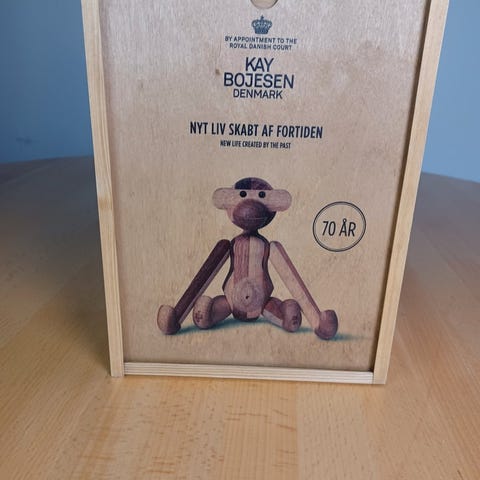 BY APPOINTMENT TO THE
ROYAL DANISH COURT
KAY
BOJESEN
DENMARK
NYT LIV SKABT AF FORTIDEN
NEW LIFE CREATED BY THE PAST
70 ÅR